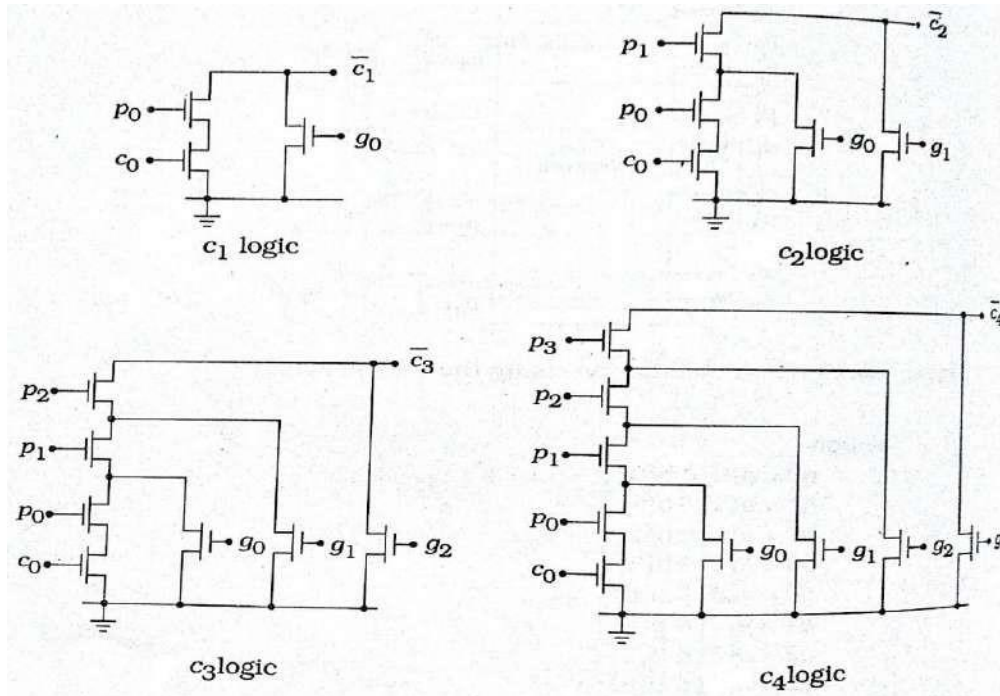 c̅₁
p₀
g₀
c₀
c₁ logic
c̅₂
p₁
p₀
g₀
g₁
c₀
c₂logic
c̅₃
p₂
p₁
p₀
g₀
g₁
g₂
c₀
c₃logic
c̅₄
p₃
p₂
p₁
p₀
g₀
g₁
g₂
g
c₀
c₄logic